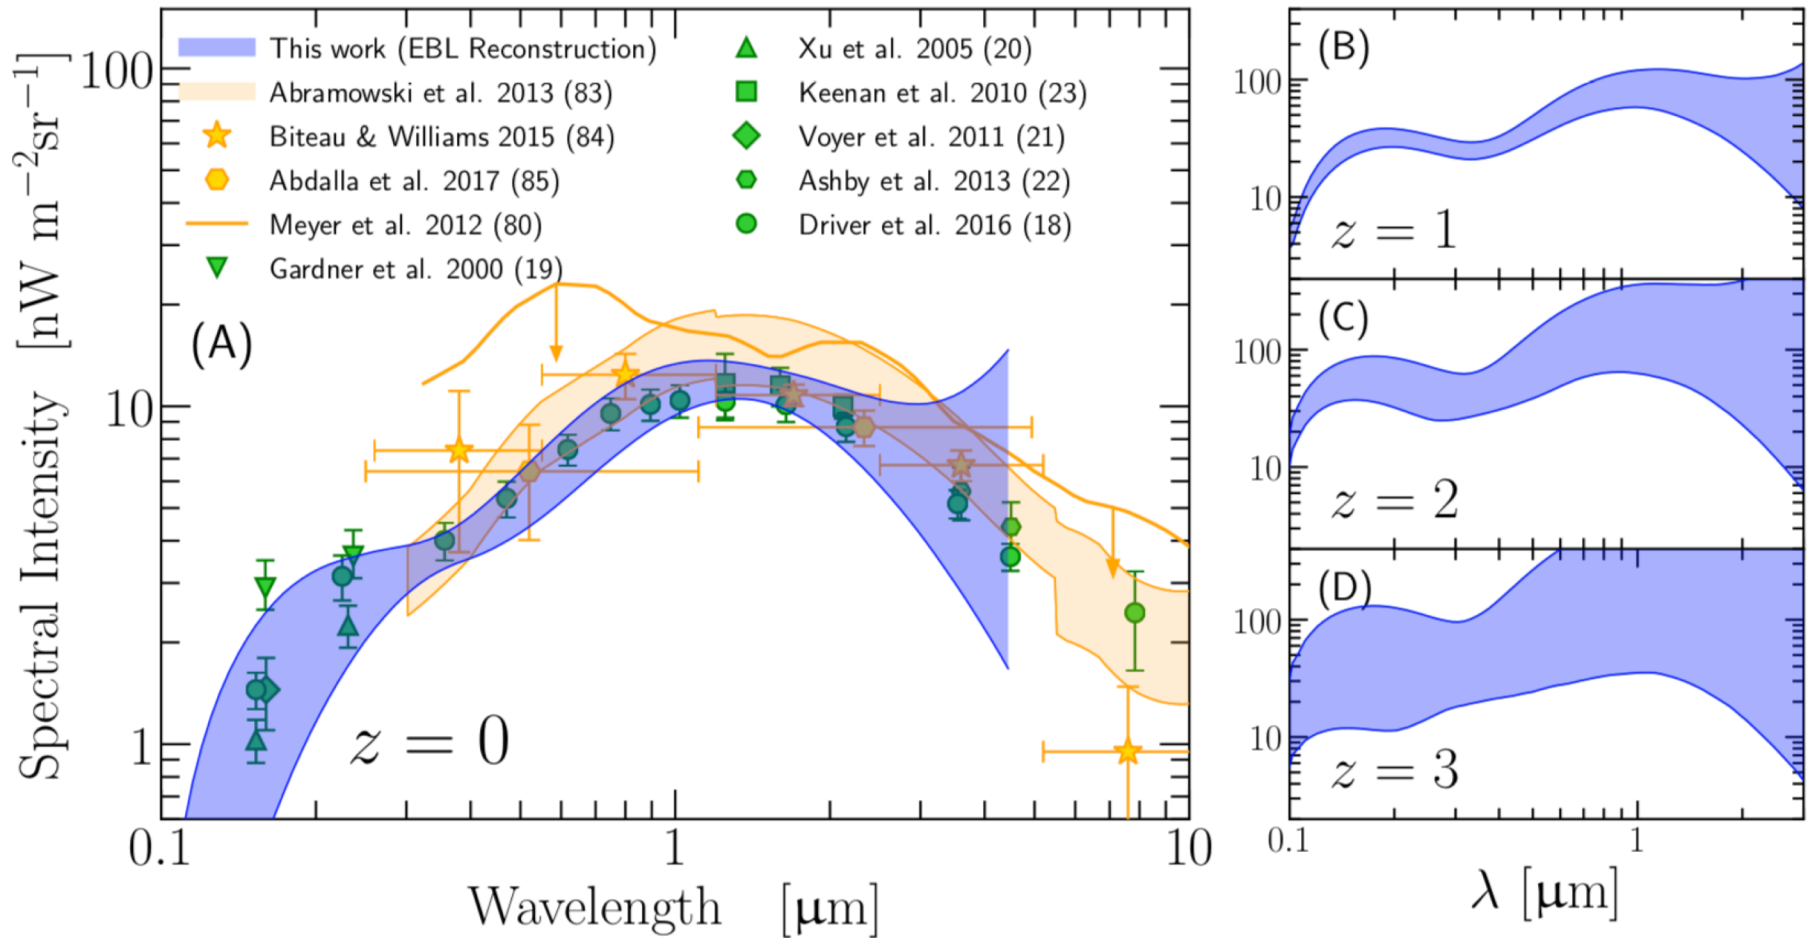 Spectral Intensity [nW m−2sr−1]
100
10
1
This work (EBL Reconstruction)
Abramowski et al. 2013 (83)
Biteau & Williams 2015 (84)
Abdalla et al. 2017 (85)
Meyer et al. 2012 (80)
Gardner et al. 2000 (19)
Xu et al. 2005 (20)
Keenan et al. 2010 (23)
Voyer et al. 2011 (21)
Ashby et al. 2013 (22)
Driver et al. 2016 (18)
(A)
z = 0
0.1
1
10
Wavelength [µm]
(B)
100
10
z = 1
(C)
100
10
z = 2
(D)
100
10
z = 3
0.1
1
λ [µm]